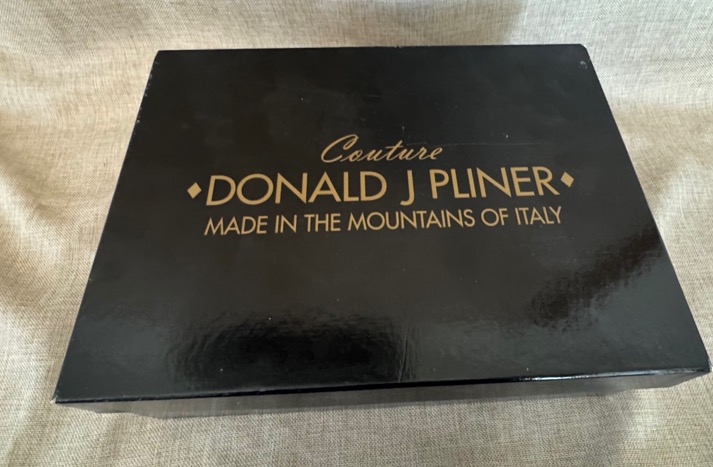 Couture
♦DONALD J PLINER♦
MADE IN THE MOUNTAINS OF ITALY